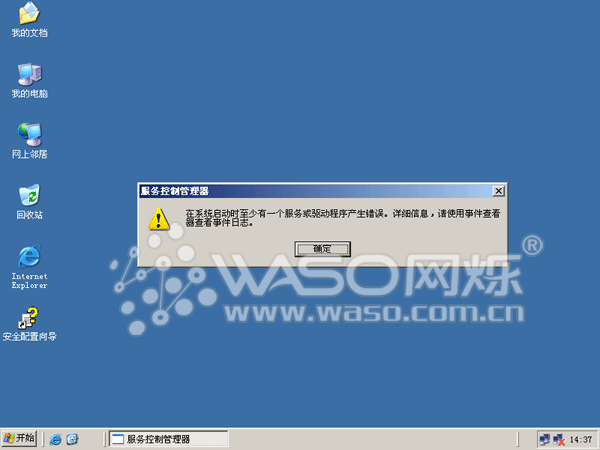 我的文档
我的电脑
网上邻居
回收站
Internet
Explorer
安全配置向导
服务控制管理器
在系统启动时至少有一个服务或驱动程序产生错误。详细信息，请使用事件查看
器查看事件日志。
确定
WASO网烁®
www.waso.com.cn
开始
服务控制管理器
14:37